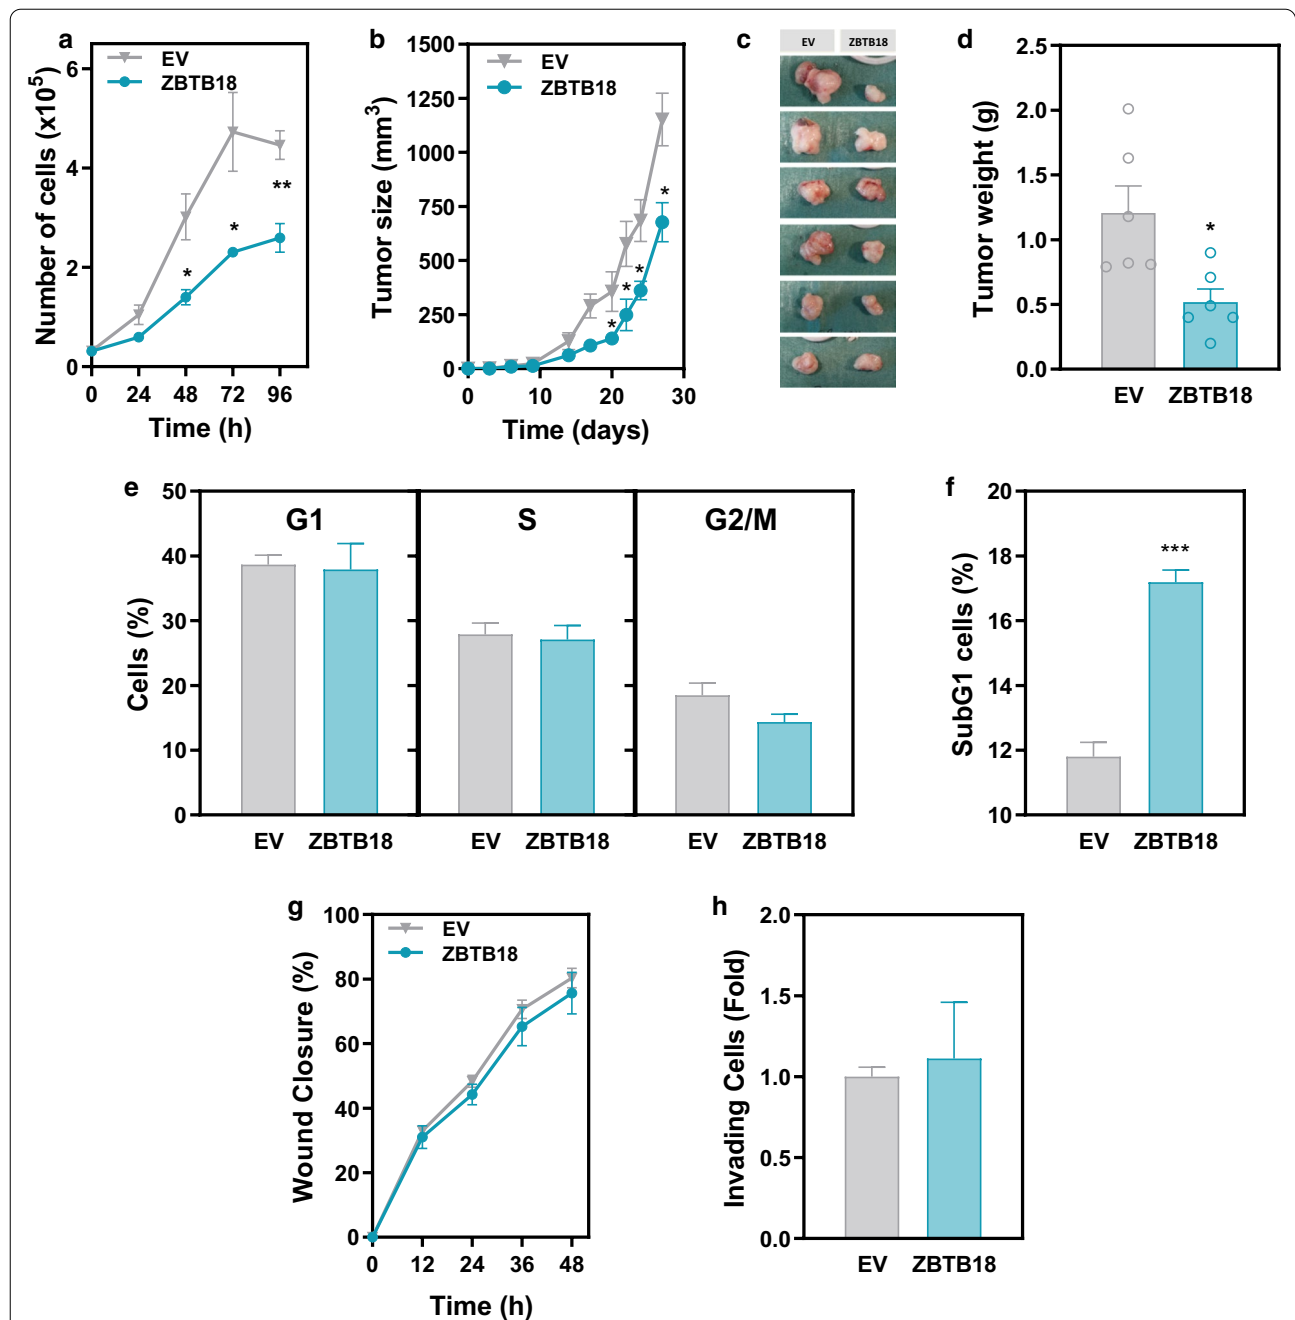 a
EV
ZBTB18
Number of cells (x10⁵)
6
4
2
0
*
*
**
0 24 48 72 96
Time (h)
b
EV
ZBTB18
Tumor size (mm³)
1500
1250
1000
750
500
250
0
*
*
*
*
0 10 20 30
Time (days)
c
EV ZBTB18
d
Tumor weight (g)
2.5
2.0
1.5
1.0
0.5
0.0
*
EV ZBTB18
e
Cells (%)
50
40
30
20
10
0
G1 S G2/M
EV ZBTB18 EV ZBTB18 EV ZBTB18
f
SubG1 cells (%)
20
18
16
14
12
10
***
EV ZBTB18
g
EV
ZBTB18
Wound Closure (%)
100
80
60
40
20
0
0 12 24 36 48
Time (h)
h
Invading Cells (Fold)
2.0
1.5
1.0
0.5
0.0
EV ZBTB18